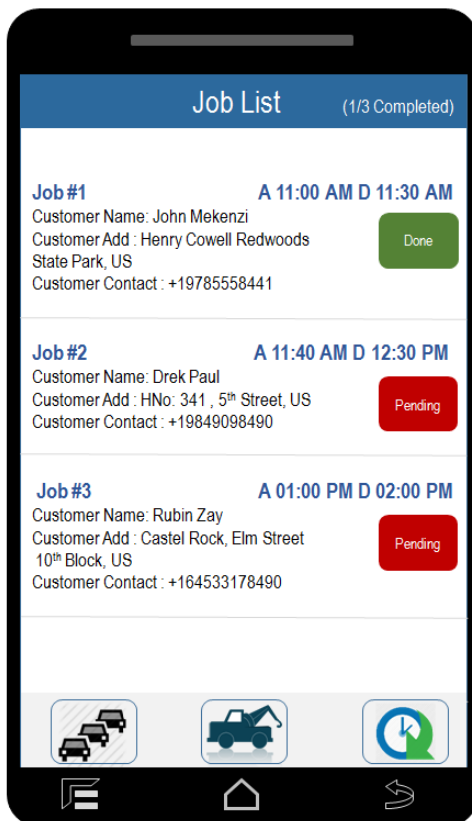 Job List (1/3 Completed)
Job #1 A 11:00 AM D 11:30 AM
Customer Name: John Mekenzi
Customer Add : Henry Cowell Redwoods
State Park, US
Customer Contact : +19785558441
Done
Job #2 A 11:40 AM D 12:30 PM
Customer Name: Drek Paul
Customer Add : HNo: 341 , 5th Street, US
Customer Contact : +19849098490
Pending
Job #3 A 01:00 PM D 02:00 PM
Customer Name: Rubin Zay
Customer Add : Castel Rock, Elm Street
10th Block, US
Customer Contact : +164533178490
Pending